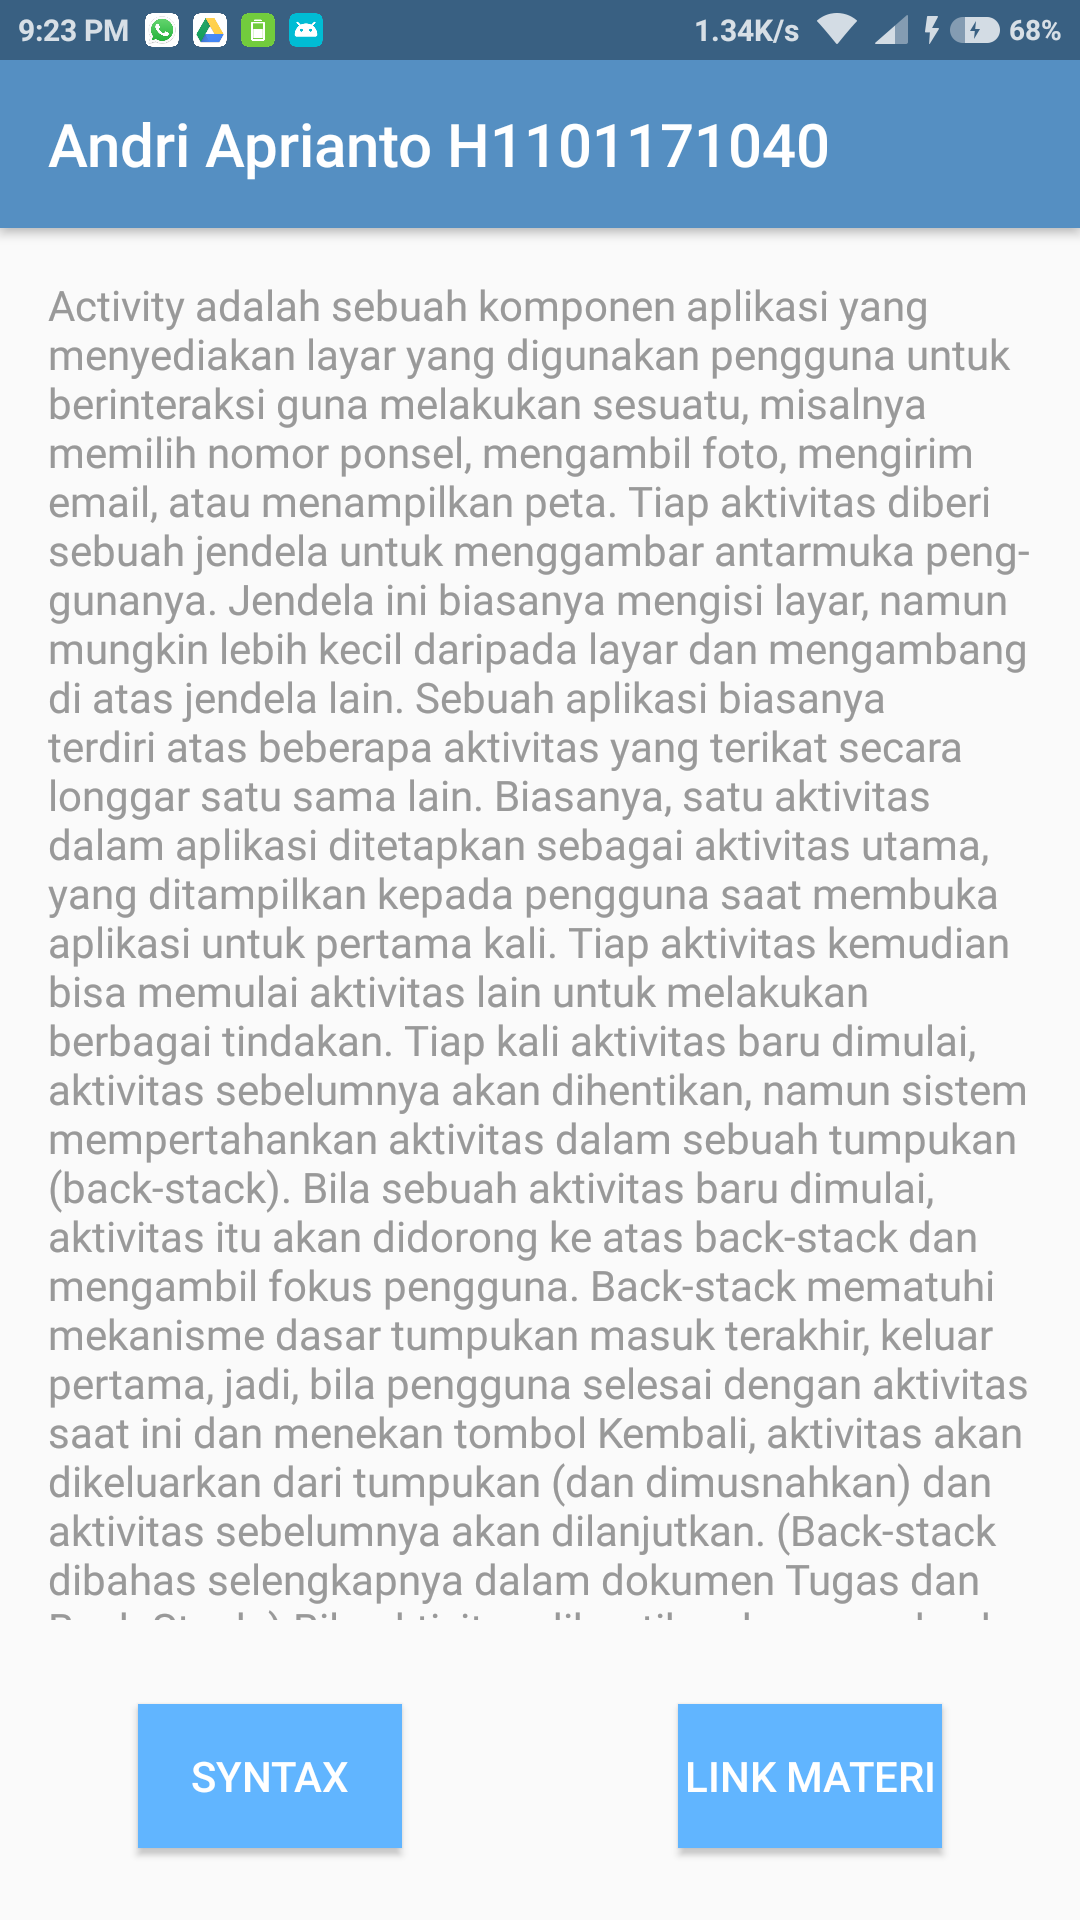 9:23 PM 1.34K/s 68%
Andri Aprianto H1101171040
Activity adalah sebuah komponen aplikasi yang
menyediakan layar yang digunakan pengguna untuk
berinteraksi guna melakukan sesuatu, misalnya
memilih nomor ponsel, mengambil foto, mengirim
email, atau menampilkan peta. Tiap aktivitas diberi
sebuah jendela untuk menggambar antarmuka peng-
gunanya. Jendela ini biasanya mengisi layar, namun
mungkin lebih kecil daripada layar dan mengambang
di atas jendela lain. Sebuah aplikasi biasanya
terdiri atas beberapa aktivitas yang terikat secara
longgar satu sama lain. Biasanya, satu aktivitas
dalam aplikasi ditetapkan sebagai aktivitas utama,
yang ditampilkan kepada pengguna saat membuka
aplikasi untuk pertama kali. Tiap aktivitas kemudian
bisa memulai aktivitas lain untuk melakukan
berbagai tindakan. Tiap kali aktivitas baru dimulai,
aktivitas sebelumnya akan dihentikan, namun sistem
mempertahankan aktivitas dalam sebuah tumpukan
(back-stack). Bila sebuah aktivitas baru dimulai,
aktivitas itu akan didorong ke atas back-stack dan
mengambil fokus pengguna. Back-stack mematuhi
mekanisme dasar tumpukan masuk terakhir, keluar
pertama, jadi, bila pengguna selesai dengan aktivitas
saat ini dan menekan tombol Kembali, aktivitas akan
dikeluarkan dari tumpukan (dan dimusnahkan) dan
aktivitas sebelumnya akan dilanjutkan. (Back-stack
dibahas selengkapnya dalam dokumen Tugas dan
SYNTAX
LINK MATERI